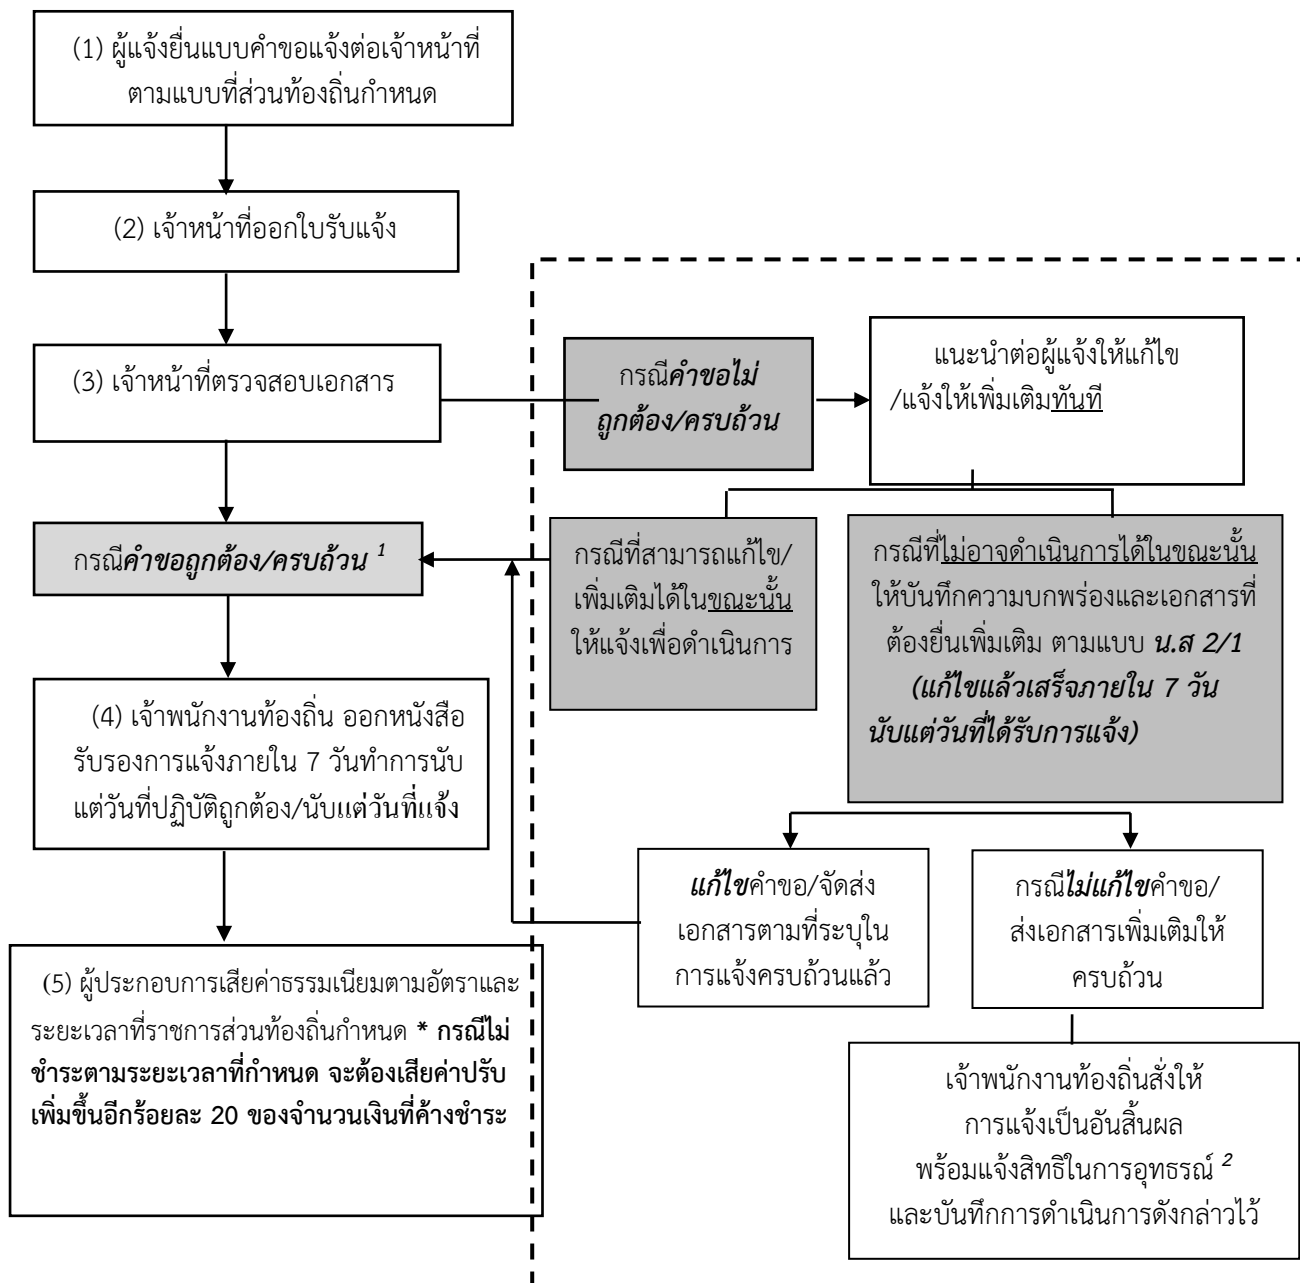 (1) ผู้แจ้งยื่นแบบคำขอแจ้งต่อเจ้าหน้าที่
ตามแบบที่ส่วนท้องถิ่นกำหนด
(2) เจ้าหน้าที่ออกใบรับแจ้ง
(3) เจ้าหน้าที่ตรวจสอบเอกสาร
กรณีคำขอไม่
ถูกต้อง/ครบถ้วน
แนะนำต่อผู้แจ้งให้แก้ไข
/แจ้งให้เพิ่มเติมทันที
กรณีคำขอถูกต้อง/ครบถ้วน 1
กรณีที่สามารถแก้ไข/
เพิ่มเติมได้ในขณะนั้น
ให้แจ้งเพื่อดำเนินการ
กรณีที่ไม่อาจดำเนินการได้ในขณะนั้น
ให้บันทึกความบกพร่องและเอกสารที่
ต้องยื่นเพิ่มเติม ตามแบบ น.ส 2/1
(แก้ไขแล้วเสร็จภายใน 7 วัน
นับแต่วันที่ได้รับการแจ้ง)
(4) เจ้าพนักงานท้องถิ่น ออกหนังสือ
รับรองการแจ้งภายใน 7 วันทำการนับ
แต่วันที่ปฏิบัติถูกต้อง/นับแต่วันที่แจ้ง
แก้ไขคำขอ/จัดส่ง
เอกสารตามที่ระบุใน
การแจ้งครบถ้วนแล้ว
กรณีไม่แก้ไขคำขอ/
ส่งเอกสารเพิ่มเติมให้
ครบถ้วน
(5) ผู้ประกอบการเสียค่าธรรมเนียมตามอัตราและ
ระยะเวลาที่ราชการส่วนท้องถิ่นกำหนด * กรณีไม่
ชำระตามระยะเวลาที่กำหนด จะต้องเสียค่าปรับ
เพิ่มขึ้นอีกร้อยละ 20 ของจำนวนเงินที่ค้างชำระ
เจ้าพนักงานท้องถิ่นสั่งให้
การแจ้งเป็นอันสิ้นผล
พร้อมแจ้งสิทธิในการอุทธรณ์ 2
และบันทึกการดำเนินการดังกล่าวไว้